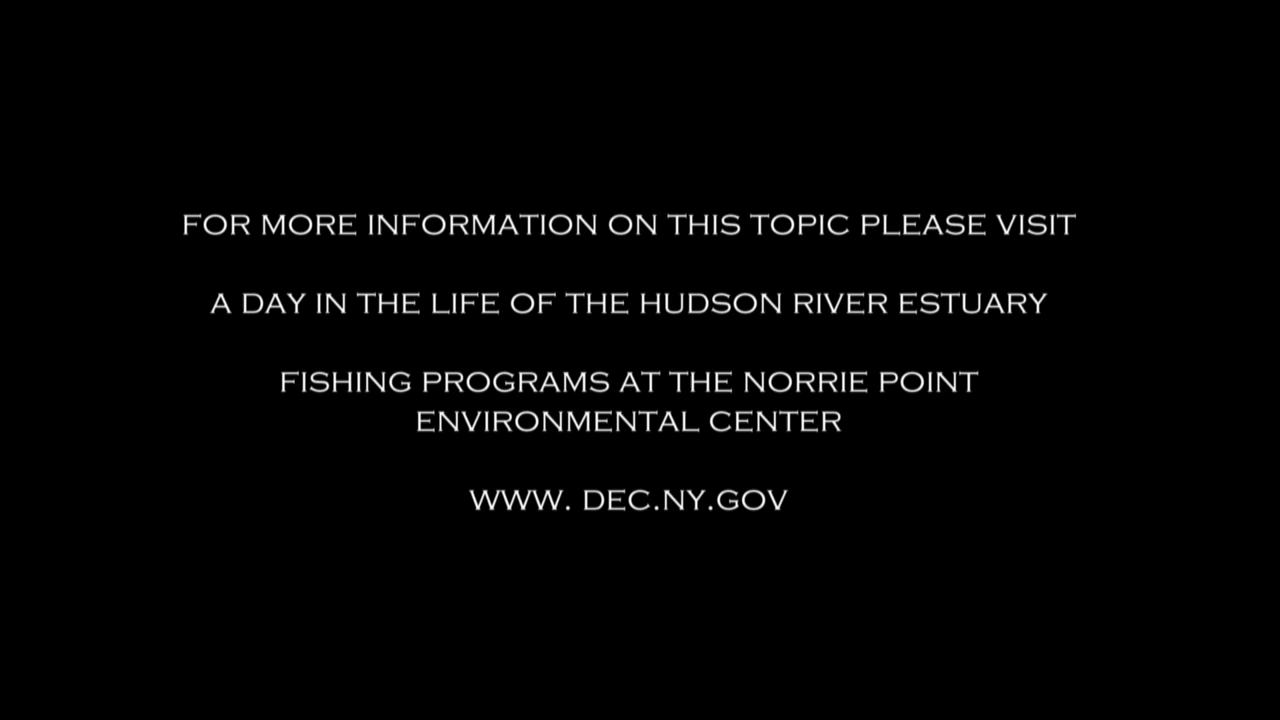 FOR MORE INFORMATION ON THIS TOPIC PLEASE VISIT
A DAY IN THE LIFE OF THE HUDSON RIVER ESTUARY
FISHING PROGRAMS AT THE NORRIE POINT
ENVIRONMENTAL CENTER
WWW. DEC.NY.GOV